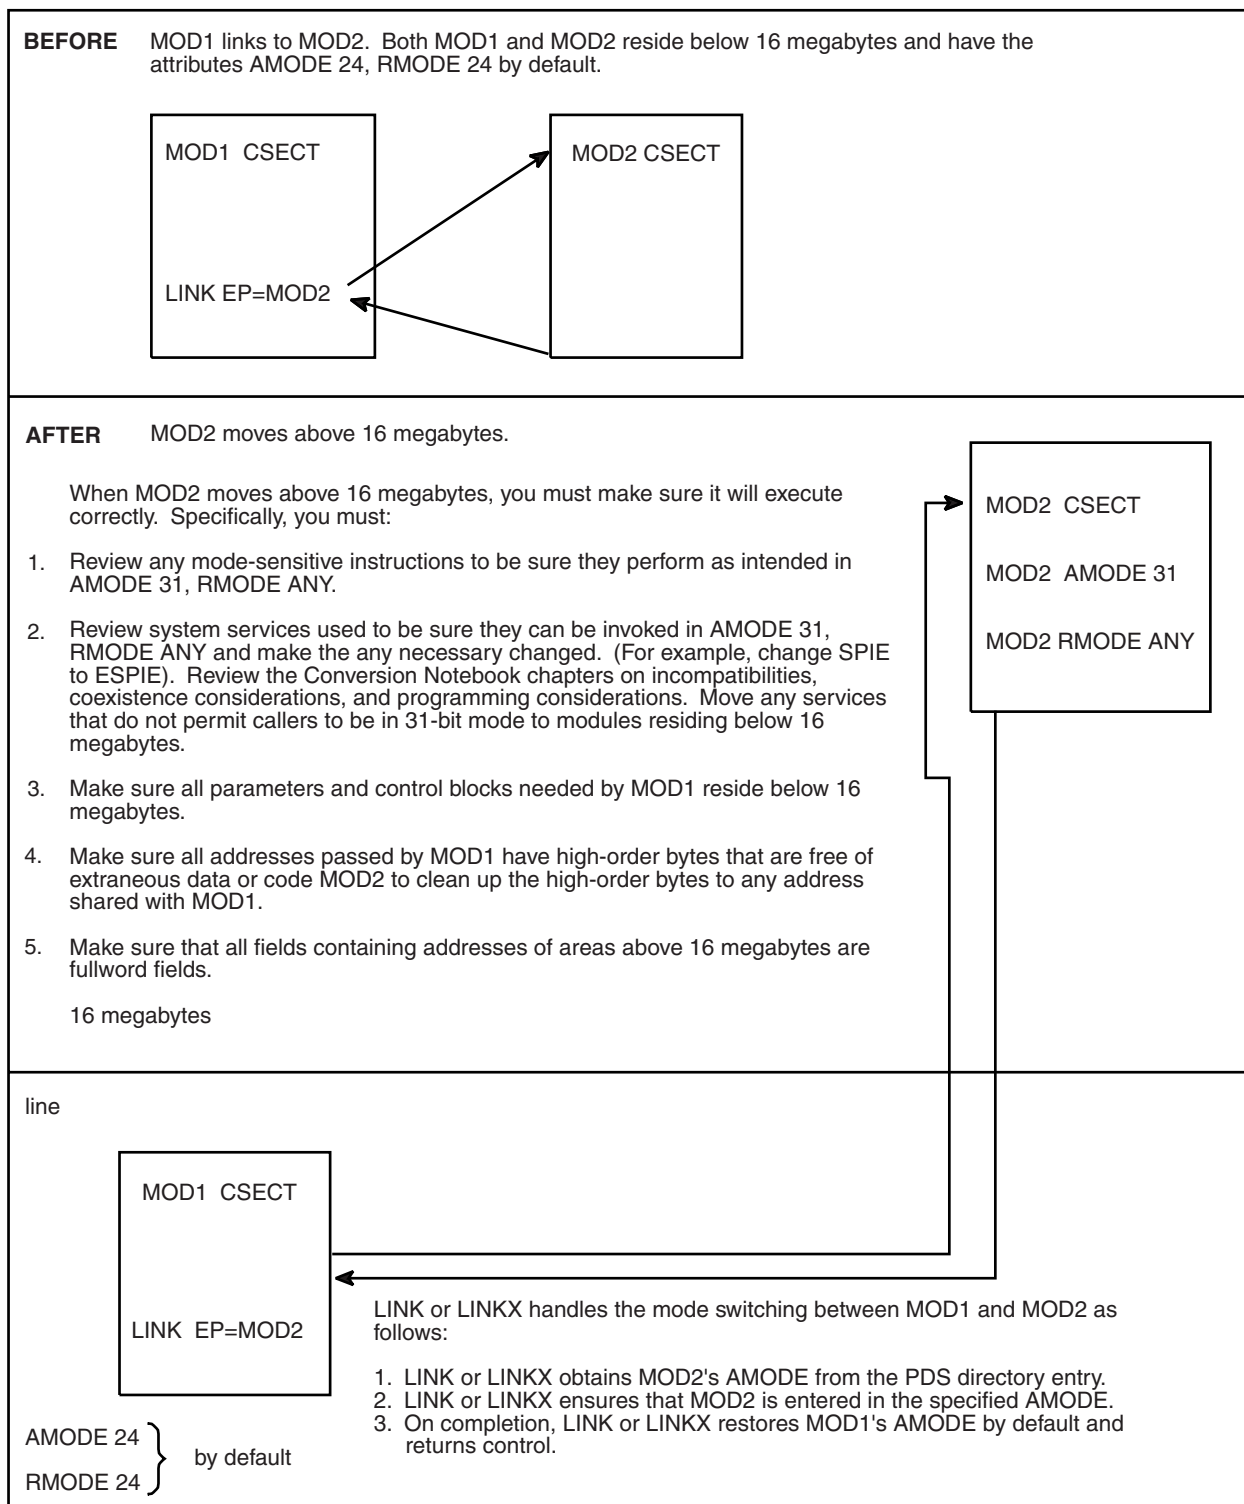 BEFORE MOD1 links to MOD2. Both MOD1 and MOD2 reside below 16 megabytes and have the
attributes AMODE 24, RMODE 24 by default.
MOD1 CSECT
MOD2 CSECT
LINK EP=MOD2
AFTER MOD2 moves above 16 megabytes.
When MOD2 moves above 16 megabytes, you must make sure it will execute
correctly. Specifically, you must:
1. Review any mode-sensitive instructions to be sure they perform as intended in
AMODE 31, RMODE ANY.
2. Review system services used to be sure they can be invoked in AMODE 31,
RMODE ANY and make the any necessary changed. (For example, change SPIE
to ESPIE). Review the Conversion Notebook chapters on incompatibilities,
coexistence considerations, and programming considerations. Move any services
that do not permit callers to be in 31-bit mode to modules residing below 16
megabytes.
3. Make sure all parameters and control blocks needed by MOD1 reside below 16
megabytes.
4. Make sure all addresses passed by MOD1 have high-order bytes that are free of
extraneous data or code MOD2 to clean up the high-order bytes to any address
shared with MOD1.
5. Make sure that all fields containing addresses of areas above 16 megabytes are
fullword fields.
16 megabytes
MOD2 CSECT
MOD2 AMODE 31
MOD2 RMODE ANY
line
MOD1 CSECT
LINK EP=MOD2
AMODE 24
RMODE 24
by default
LINK or LINKX handles the mode switching between MOD1 and MOD2 as
follows:
1. LINK or LINKX obtains MOD2's AMODE from the PDS directory entry.
2. LINK or LINKX ensures that MOD2 is entered in the specified AMODE.
3. On completion, LINK or LINKX restores MOD1's AMODE by default and
returns control.